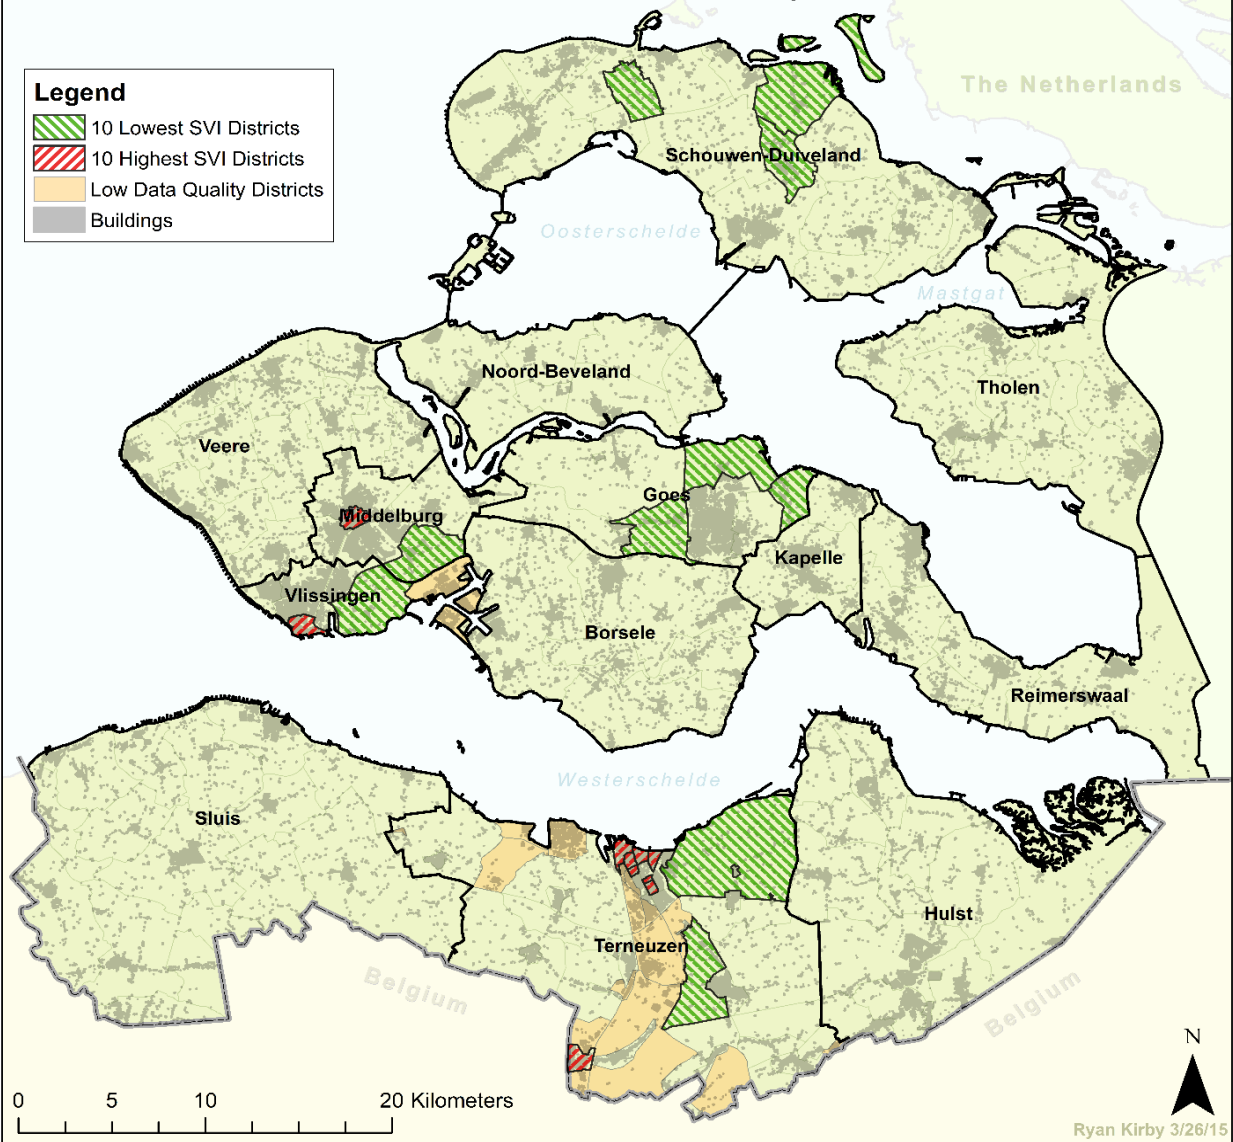 The Netherlands
Legend
10 Lowest SVI Districts
10 Highest SVI Districts
Low Data Quality Districts
Buildings
Schouwen-Duiveland
Oosterschelde
Mastgat
Noord-Beveland
Tholen
Veere
Goes
Middelburg
Kapelle
Vlissingen
Borsele
Reimerswaal
Westerschelde
Sluis
Hulst
Terneuzen
Belgium
Belgium
N
0 5 10 20 Kilometers
Ryan Kirby 3/26/15